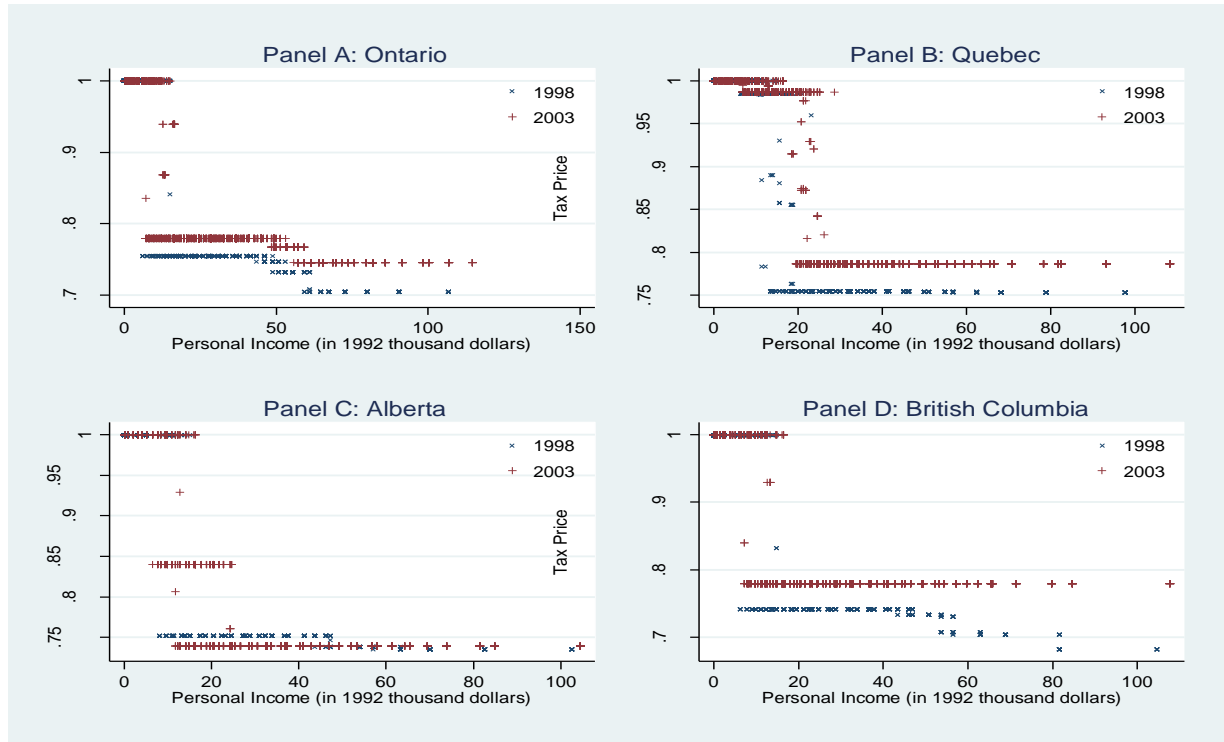 Panel A: Ontario
1998
2003
1
.9
.8
.7
0 50 100 150
Personal Income (in 1992 thousand dollars)
Tax Price
Panel B: Quebec
1998
2003
1
.95
.9
.85
.8
.75
0 20 40 60 80 100
Personal Income (in 1992 thousand dollars)
Panel C: Alberta
1998
2003
1
.95
.9
.85
.8
.75
0 20 40 60 80 100
Personal Income (in 1992 thousand dollars)
Tax Price
Panel D: British Columbia
1998
2003
1
.9
.8
.7
0 20 40 60 80 100
Personal Income (in 1992 thousand dollars)